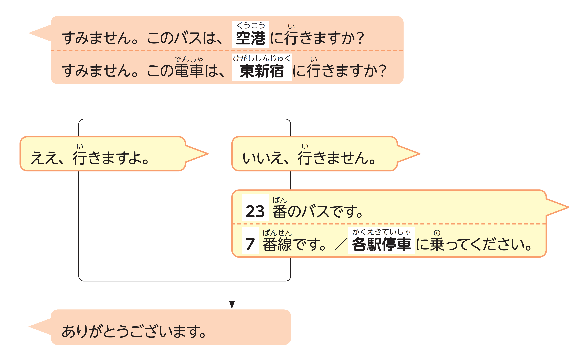 すみません。このバスは、空港に行きますか？
すみません。この電車は、東新宿に行きますか？
ええ、行きますよ。
いいえ、行きません。
23 番のバスです。
7 番線です。／各駅停車に乗ってください。
ありがとうございます。